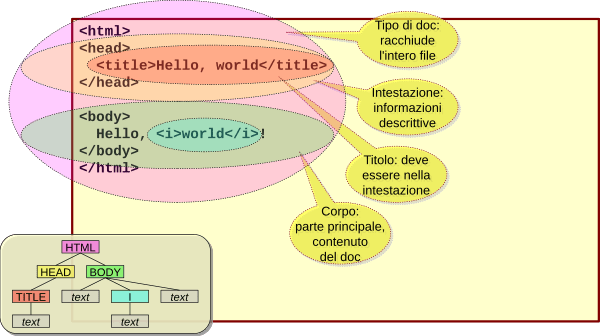 <html>
<head>
<title>Hello, world</title>
</head>
<body>
Hello, <i>world</i>!
</body>
</html>
Tipo di doc:
racchiude
l'intero file
Intestazione:
informazioni
descrittive
Titolo: deve
essere nella
intestazione
Corpo:
parte principale,
contenuto
del doc
HTML
HEAD BODY
TITLE text I text
text text